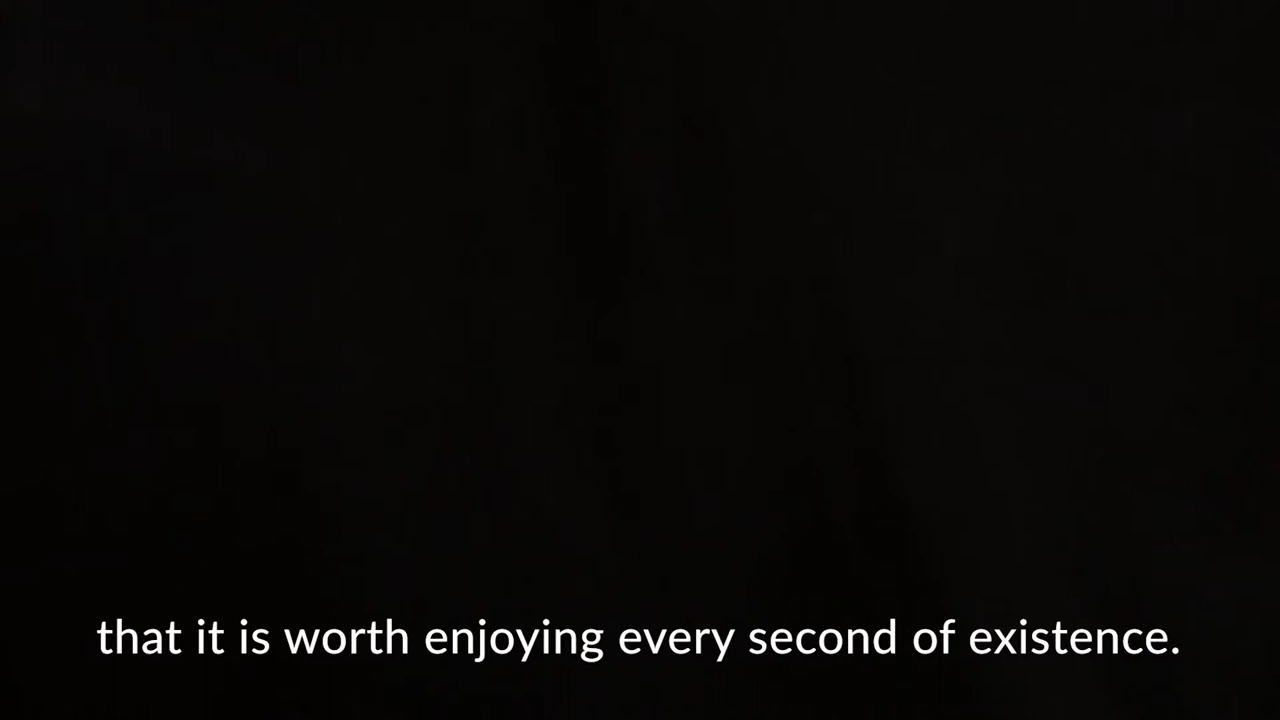 that it is worth enjoying every second of existence.